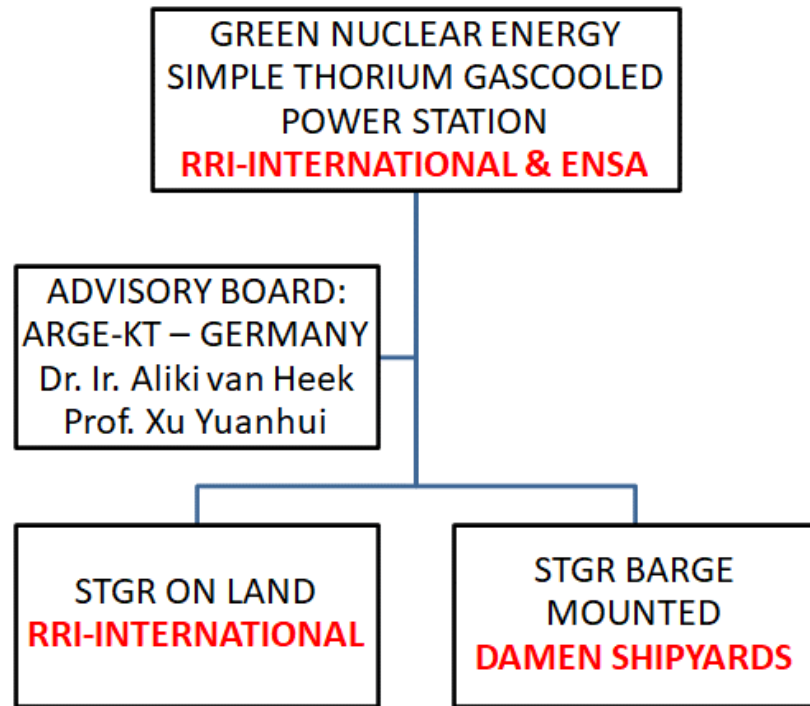 GREEN NUCLEAR ENERGY
SIMPLE THORIUM GASCOOLED
POWER STATION
RRI-INTERNATIONAL & ENSA
ADVISORY BOARD:
ARGE-KT – GERMANY
Dr. Ir. Aliki van Heek
Prof. Xu Yuanhui
STGR ON LAND
RRI-INTERNATIONAL
STGR BARGE
MOUNTED
DAMEN SHIPYARDS